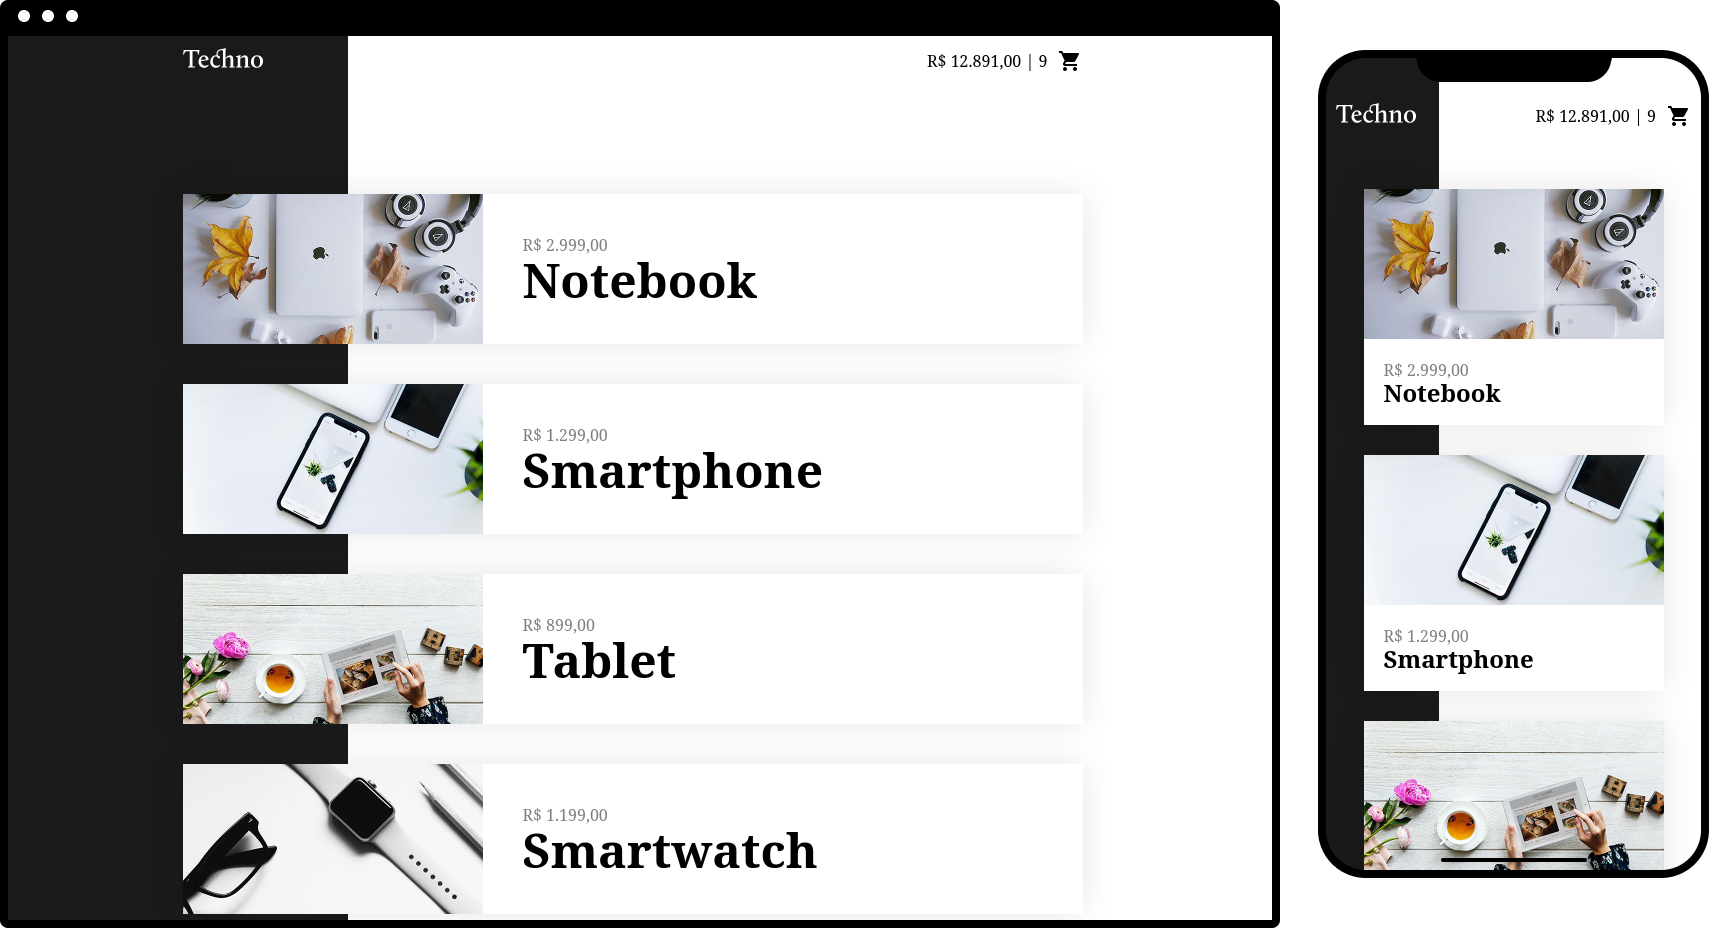 Techno
R$ 12.891,00 | 9
R$ 2.999,00
Notebook
R$ 1.299,00
Smartphone
R$ 899,00
Tablet
R$ 1.199,00
Smartwatch
Techno
R$ 12.891,00 | 9
R$ 2.999,00
Notebook
R$ 1.299,00
Smartphone